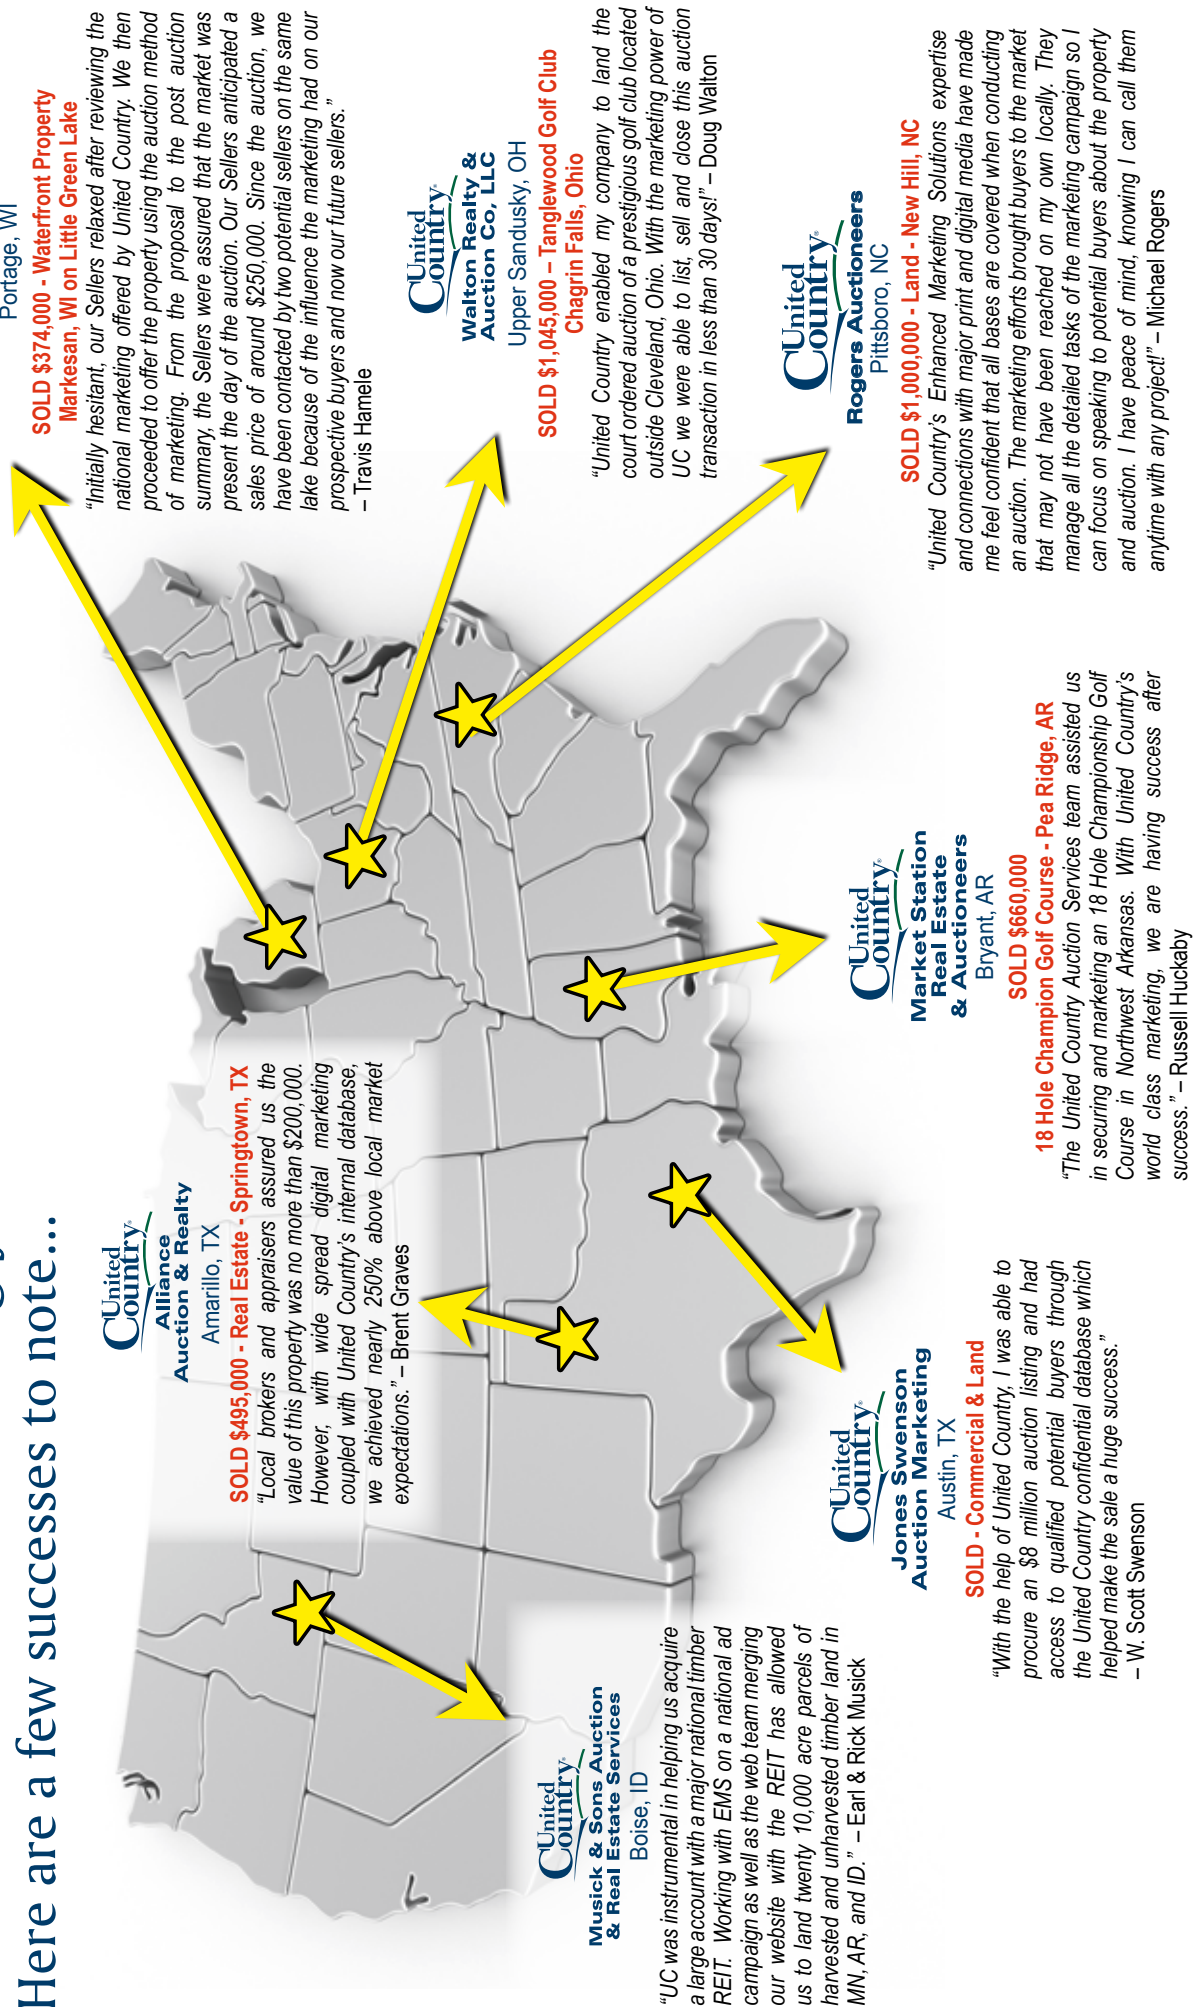 Here are a few successes to note...
United
Country®
Alliance
Auction & Realty
Amarillo, TX
SOLD $495,000 - Real Estate - Springtown, TX
“Local brokers and appraisers assured us the
value of this property was no more than $200,000.
However, with wide spread digital marketing
coupled with United Country’s internal database,
we achieved nearly 250% above local market
expectations.” – Brent Graves
Portage, WI
SOLD $374,000 - Waterfront Property
Markesan, WI on Little Green Lake
“Initially hesitant, our Sellers relaxed after reviewing the
national marketing offered by United Country. We then
proceeded to offer the property using the auction method
of marketing. From the proposal to the post auction
summary, the Sellers were assured that the market was
present the day of the auction. Our Sellers anticipated a
sales price of around $250,000. Since the auction, we
have been contacted by two potential sellers on the same
lake because of the influence the marketing had on our
prospective buyers and now our future sellers.”
– Travis Hamele
United
Country®
Walton Realty &
Auction Co, LLC
Upper Sandusky, OH
SOLD $1,045,000 – Tanglewood Golf Club
Chagrin Falls, Ohio
“United Country enabled my company to land the
court ordered auction of a prestigious golf club located
outside Cleveland, Ohio. With the marketing power of
UC we were able to list, sell and close this auction
transaction in less than 30 days!” – Doug Walton
United
Country®
Musick & Sons Auction
& Real Estate Services
Boise, ID
“UC was instrumental in helping us acquire
a large account with a major national timber
REIT. Working with EMS on a national ad
campaign as well as the web team merging
our website with the REIT has allowed
us to land twenty 10,000 acre parcels of
harvested and unharvested timber land in
MN, AR, and ID.” – Earl & Rick Musick
United
Country®
Jones Swenson
Auction Marketing
Austin, TX
SOLD - Commercial & Land
“With the help of United Country, I was able to
procure an $8 million auction listing and had
access to qualified potential buyers through
the United Country confidential database which
helped make the sale a huge success.”
– W. Scott Swenson
United
Country®
Market Station
Real Estate
& Auctioneers
Bryant, AR
SOLD $660,000
18 Hole Champion Golf Course - Pea Ridge, AR
“The United Country Auction Services team assisted us
in securing and marketing an 18 Hole Championship Golf
Course in Northwest Arkansas. With United Country’s
world class marketing, we are having success after
success.” – Russell Huckaby
United
Country®
Rogers Auctioneers
Pittsboro, NC
SOLD $1,000,000 - Land - New Hill, NC
“United Country’s Enhanced Marketing Solutions expertise
and connections with major print and digital media have made
me feel confident that all bases are covered when conducting
an auction. The marketing efforts brought buyers to the market
that may not have been reached on my own locally. They
manage all the detailed tasks of the marketing campaign so I
can focus on speaking to potential buyers about the property
and auction. I have peace of mind, knowing I can call them
anytime with any project!” – Michael Rogers